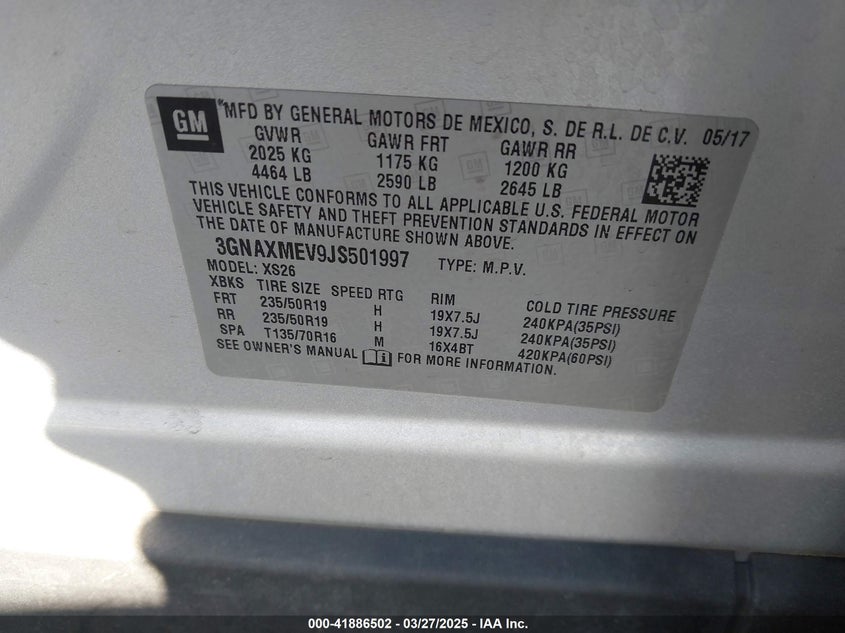 GM
*MFD BY GENERAL MOTORS DE MEXICO, S. DE R.L. DE C.V. 05/17
GVWR GAWR FRT GAWR RR
2025 KG 1175 KG 1200 KG
4464 LB 2590 LB 2645 LB
THIS VEHICLE CONFORMS TO ALL APPLICABLE U.S. FEDERAL MOTOR
VEHICLE SAFETY AND THEFT PREVENTION STANDARDS IN EFFECT ON
THE DATE OF MANUFACTURE SHOWN ABOVE.
3GNAXMEV9JS501997 TYPE: M.P.V.
MODEL: XS26
XBKS TIRE SIZE SPEED RTG RIM COLD TIRE PRESSURE
FRT 235/50R19 H 19X7.5J 240KPA(35PSI)
RR 235/50R19 H 19X7.5J 240KPA(35PSI)
SPA T135/70R16 M 16X4BT 420KPA(60PSI)
SEE OWNER'S MANUAL FOR MORE INFORMATION.
000-41886502 — 03/27/2025 — IAA Inc.